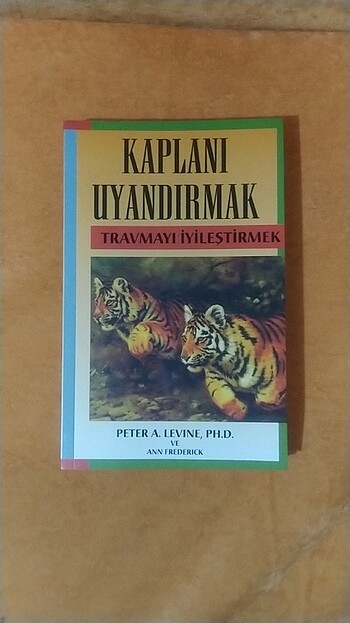 KAPLANI
UYANDIRMAK
TRAVMAYI İYİLEŞTİRMEK
PETER A. LEVINE, PH.D.
VE
ANN FREDERICK